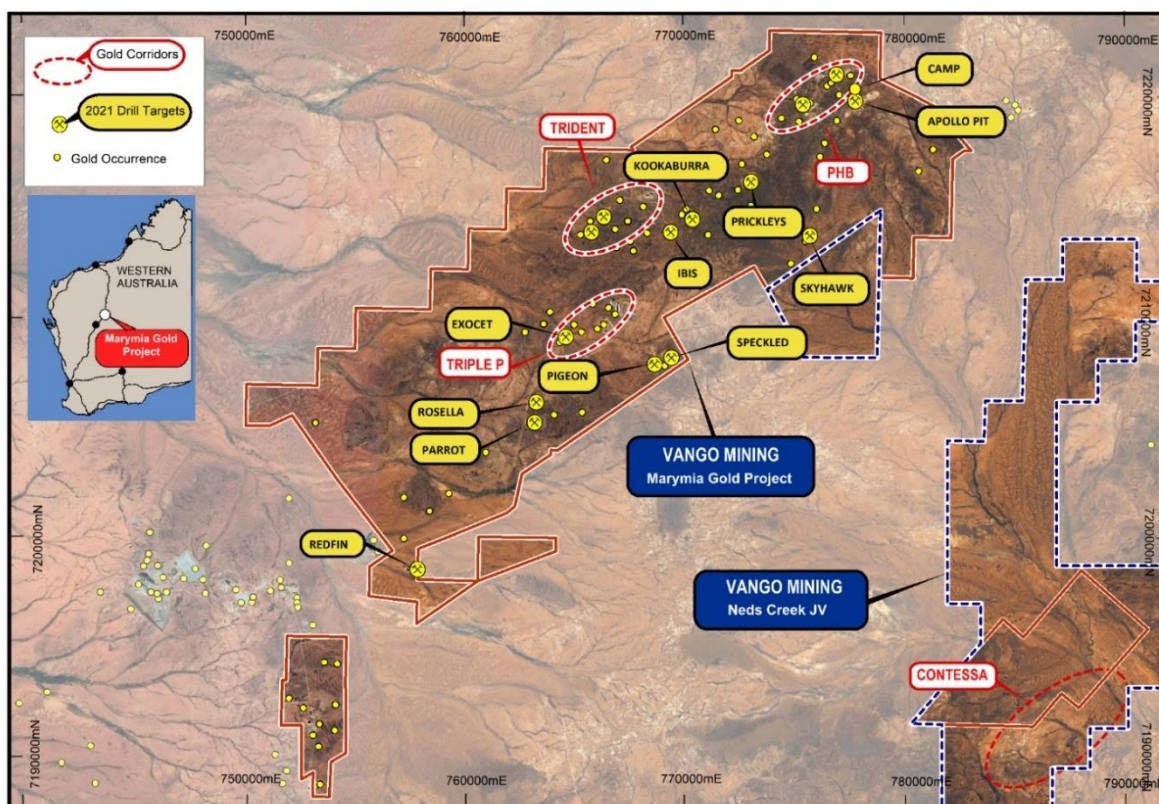 750000mE
760000mE
770000mE
780000mE
790000mE
Gold Corridors
2021 Drill Targets
Gold Occurrence
WESTERN
AUSTRALIA
Marymia Gold
Project
CAMP
7220000mN
APOLLO PIT
TRIDENT
KOOKABURRA
PHB
PRICKLEYS
IBIS
SKYHAWK
7210000mN
EXOCET
SPECKLED
TRIPLE P
PIGEON
ROSELLA
PARROT
VANGO MINING
Marymia Gold Project
REDFIN
7200000mN
VANGO MINING
Neds Creek JV
CONTESSA
7190000mN
750000mE
760000mE
770000mE
780000mE
790000mE